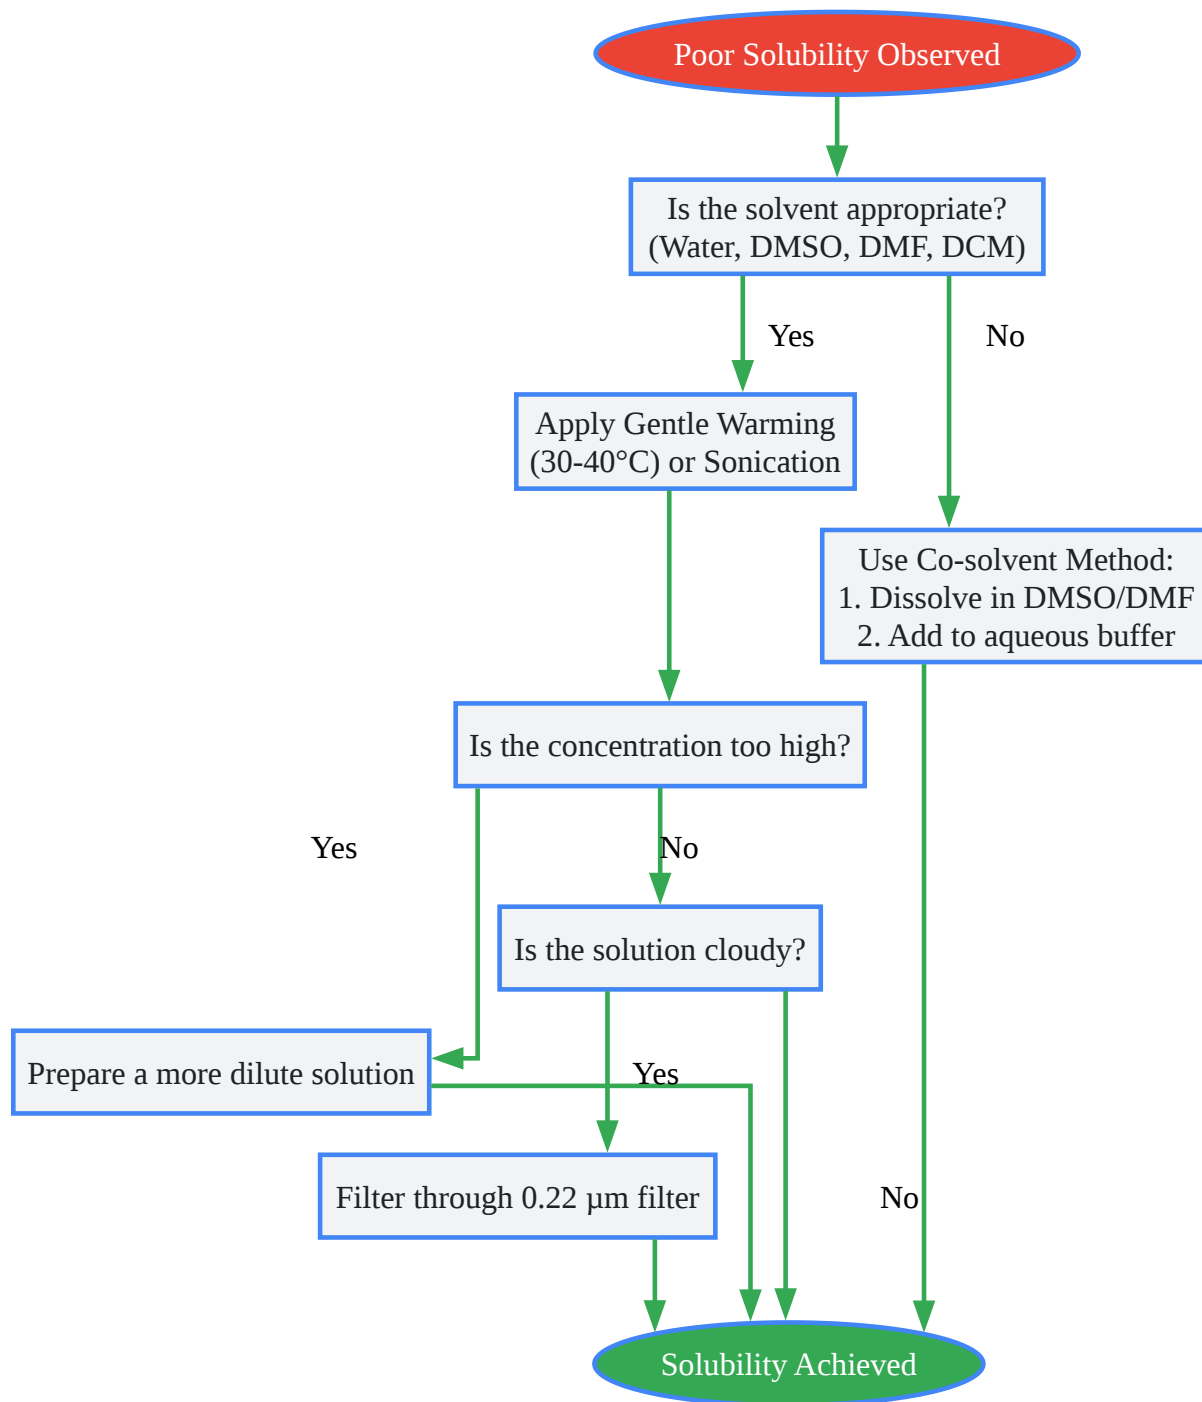 Poor Solubility Observed
Is the solvent appropriate?
(Water, DMSO, DMF, DCM)
Yes
No
Apply Gentle Warming
(30-40°C) or Sonication
Use Co-solvent Method:
1. Dissolve in DMSO/DMF
2. Add to aqueous buffer
Is the concentration too high?
Yes
No
Is the solution cloudy?
Prepare a more dilute solution
Yes
Filter through 0.22 µm filter
No
Solubility Achieved